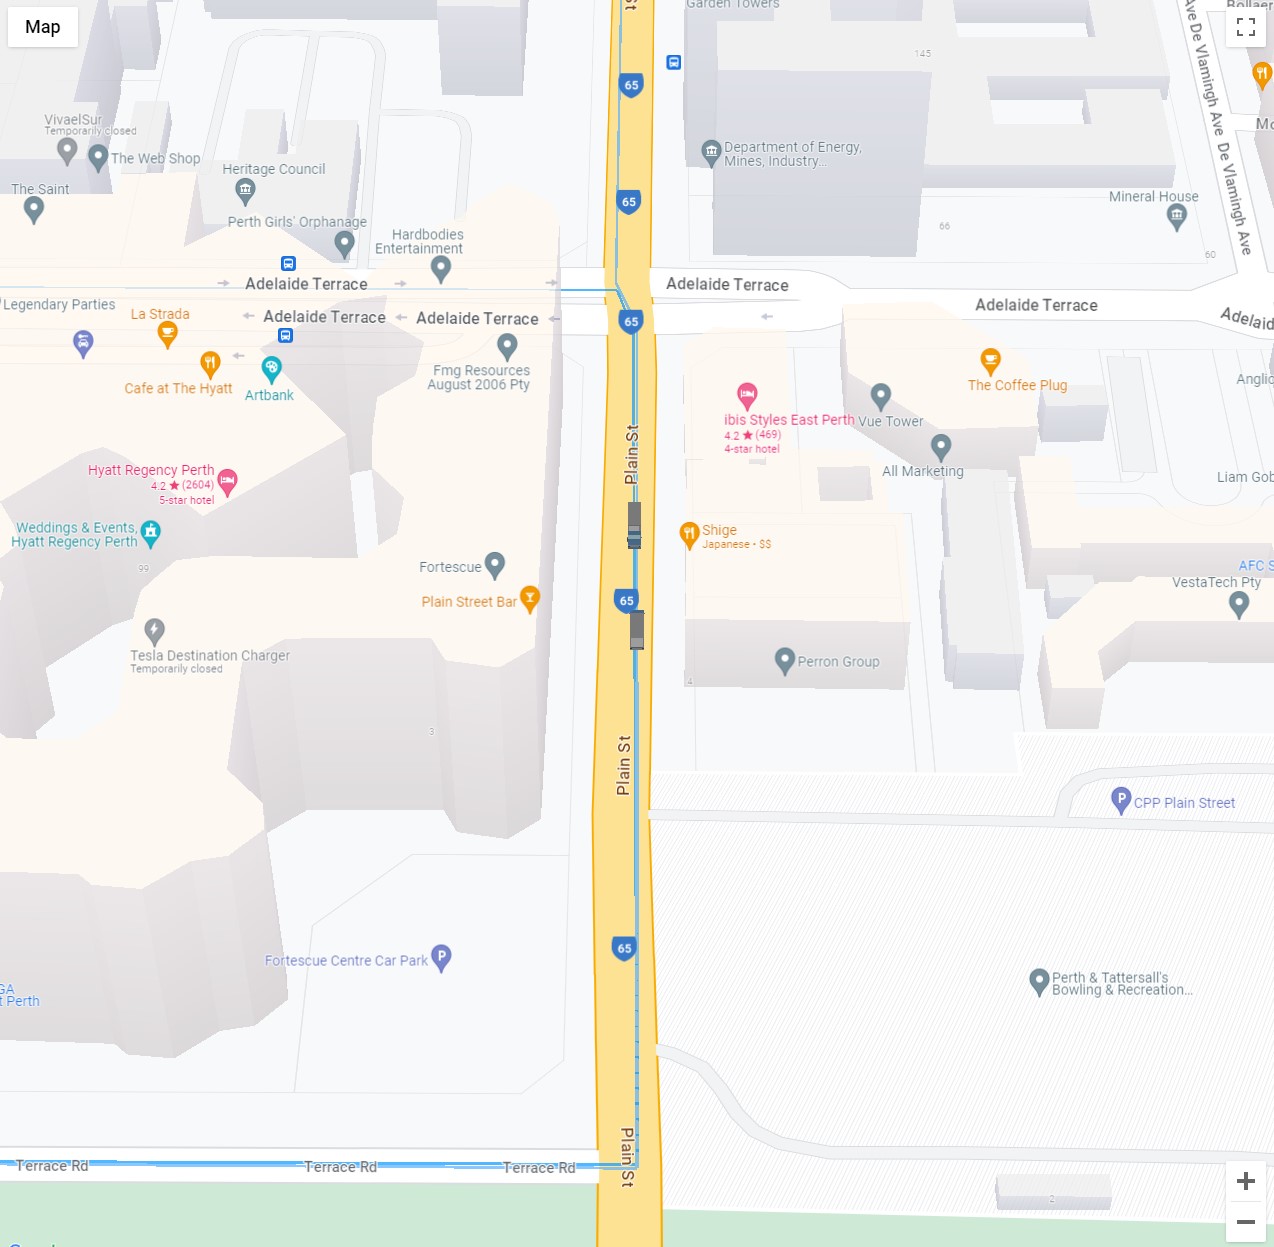 St
Garden Towers
Map
65
145
VivaelSur
Temporarily closed
The Web Shop
Department of Energy,
Mines, Industry...
Ave De Vlamingh Ave
De Vlamingh Ave
Heritage Council
The Saint
Mineral House
65
Perth Girls' Orphanage
Hardbodies
Entertainment
66
60
Adelaide Terrace
Adelaide Terrace
Legendary Parties
Adelaide Terrace
La Strada
Adelaide Terrace
Adelaide Terrace
65
Adelaid
Cafe at The Hyatt
Artbank
Fmg Resources
August 2006 Pty
The Coffee Plug
Anglic
ibis Styles East Perth
4.2 ★ (469)
4-star hotel
Vue Tower
Plain St
All Marketing
Hyatt Regency Perth
4.2 ★ (2604)
5-star hotel
Liam Gob
Weddings & Events,
Hyatt Regency Perth
Shige
Japanese • $$
99
Fortescue
AFC S
VestaTech Pty
Plain Street Bar
65
Tesla Destination Charger
Temporarily closed
Perron Group
4
3
Plain St
P
CPP Plain Street
65
Fortescue Centre Car Park
P
Perth & Tattersall's
Bowling & Recreation...
GA
t Perth
Terrace Rd
Terrace Rd
Terrace Rd
Plain St
2